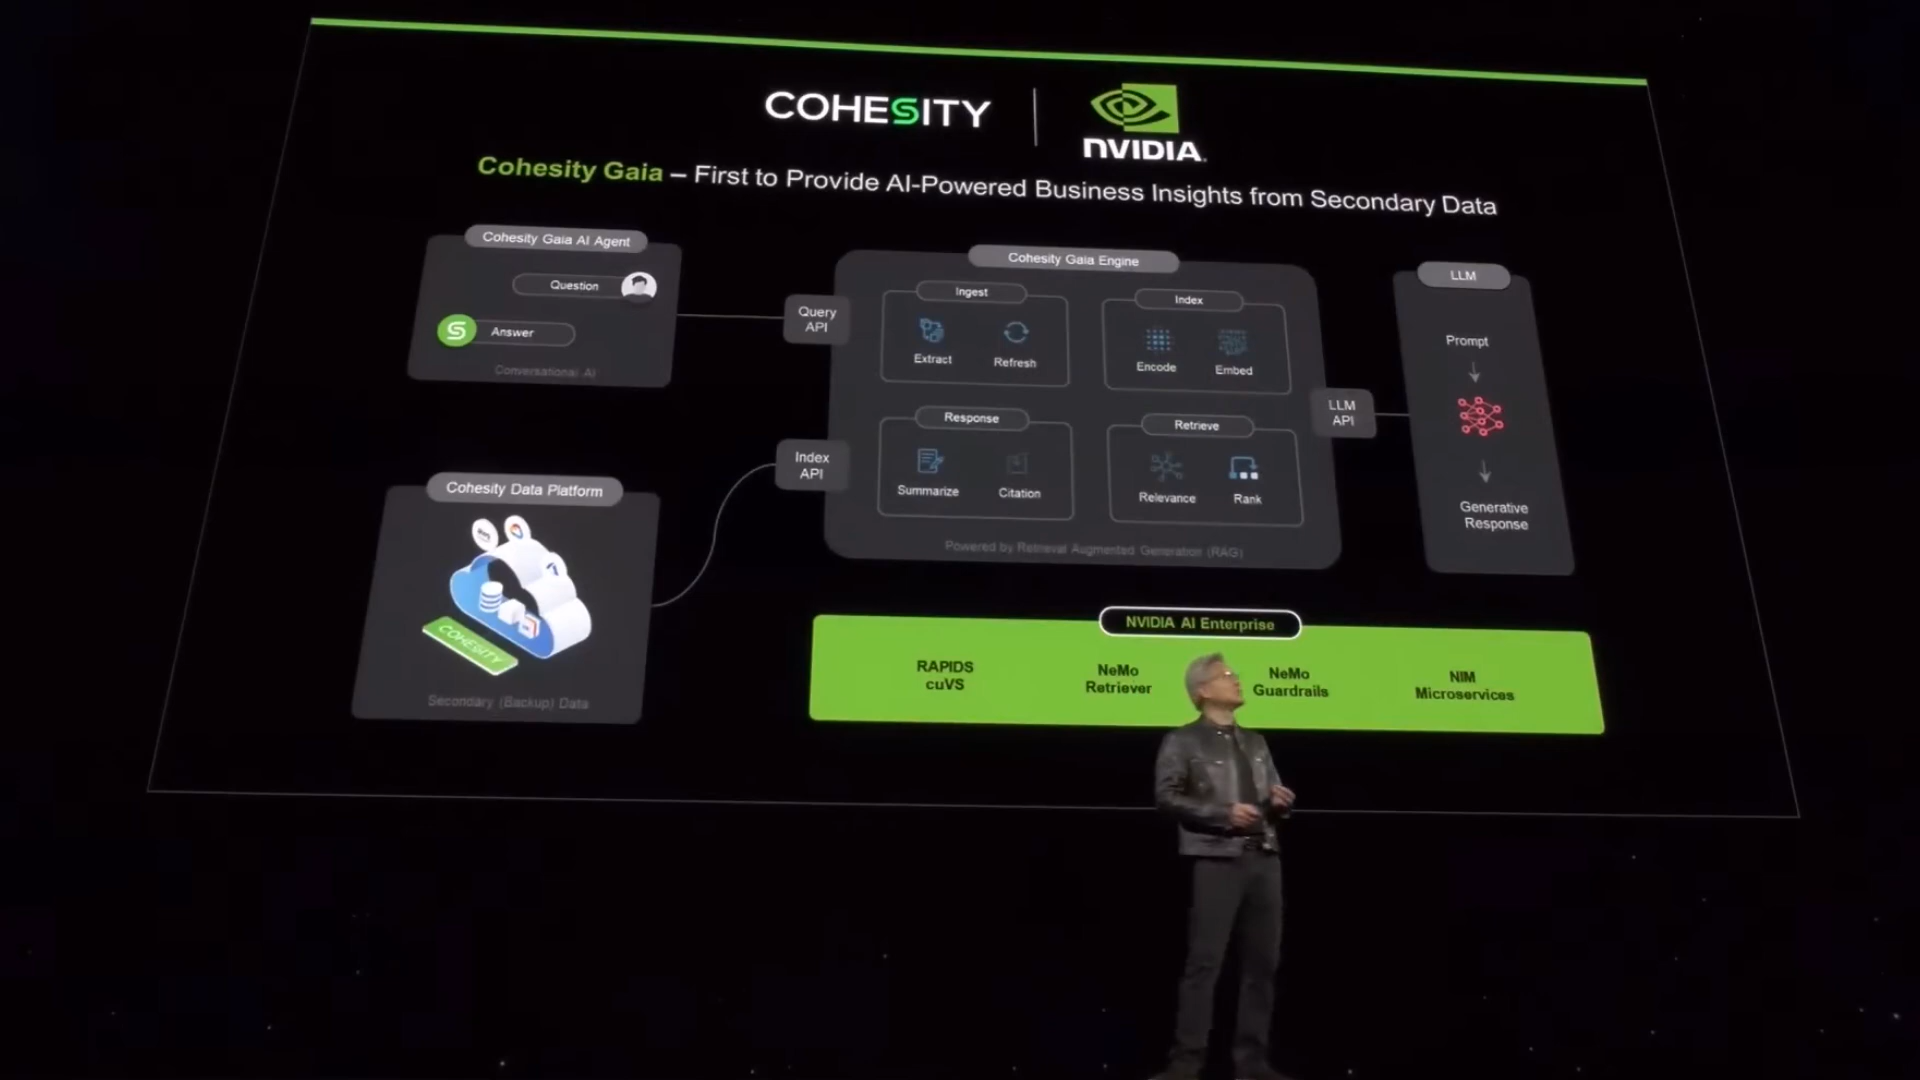 COHESITY
NVIDIA.
Cohesity Gaia – First to Provide AI-Powered Business Insights from Secondary Data
Cohesity Gaia AI Agent
Question
Answer
Conversational AI
Query
API
Cohesity Gaia Engine
Ingest
Extract
Refresh
Index
Encode
Embed
Response
Summarize
Citation
Retrieve
Relevance
Rank
Powered by Retrieval Augmented Generation (RAG)
LLM
API
LLM
Prompt
Generative
Response
Index
API
Cohesity Data Platform
aws
COHESITY
Secondary (Backup) Data
NVIDIA AI Enterprise
RAPIDS
cuVS
NeMo
Retriever
NeMo
Guardrails
NIM
Microservices